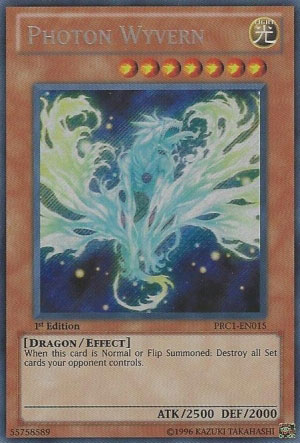 PHOTON WYVERN
LIGHT
光
1st Edition
PRC1-EN015
[DRAGON/EFFECT]
When this card is Normal or Flip Summoned: Destroy all Set
cards your opponent controls.
ATK/2500 DEF/2000
55758589
©1996 KAZUKI TAKAHASHI